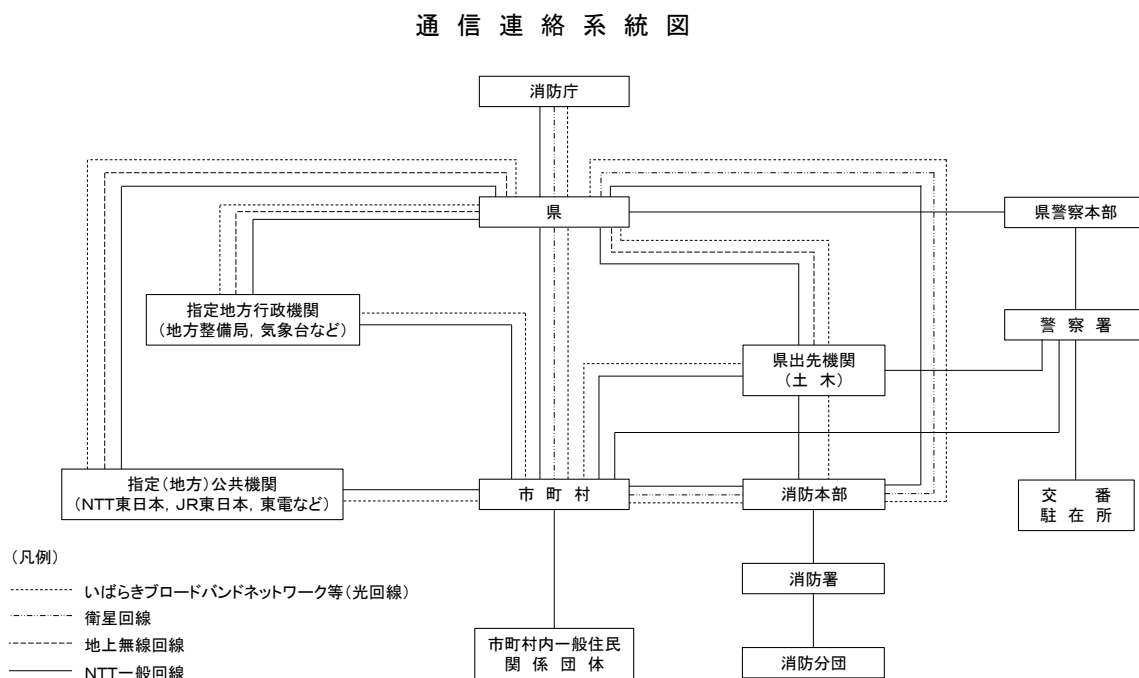 通信連絡系統図
消防庁
県
県警察本部
指定地方行政機関
(地方整備局，気象台など)
警察署
県出先機関
(土木)
指定(地方)公共機関
(NTT東日本，JR東日本，東電など)
市町村
消防本部
交番
駐在所
(凡例)
いばらきブロードバンドネットワーク等(光回線)
衛星回線
地上無線回線
NTT一般回線
消防署
市町村内一般住民
関係団体
消防分団